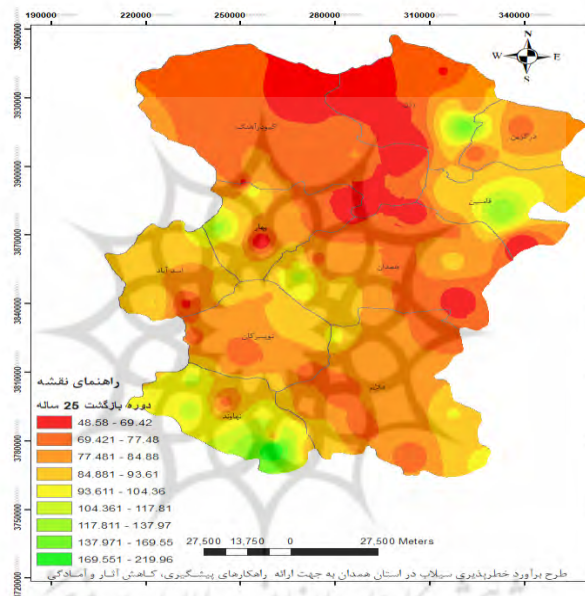 190000 220000 250000 280000 310000 340000
3960000
3930000
3900000
3870000
3840000
3810000
3780000
3750000
3720000
N
W E
S
رزن
کبودرآهنگ
درگزین
فامنین
بهار
همدان
اسدآباد
تویسرکان
ملایر
نهاوند
راهنمای نقشه
دوره بازگشت 25 ساله
48.58 - 69.42
69.421 - 77.48
77.481 - 84.88
84.881 - 93.61
93.611 - 104.36
104.361 - 117.81
117.811 - 137.97
137.971 - 169.55
169.551 - 219.96
27,500 13,750 0 27,500 Meters
طرح برآورد خطرپذیری سیلاب در استان همدان به جهت ارائه راهکارهای پیشگیری، کاهش آثار و آمادگی